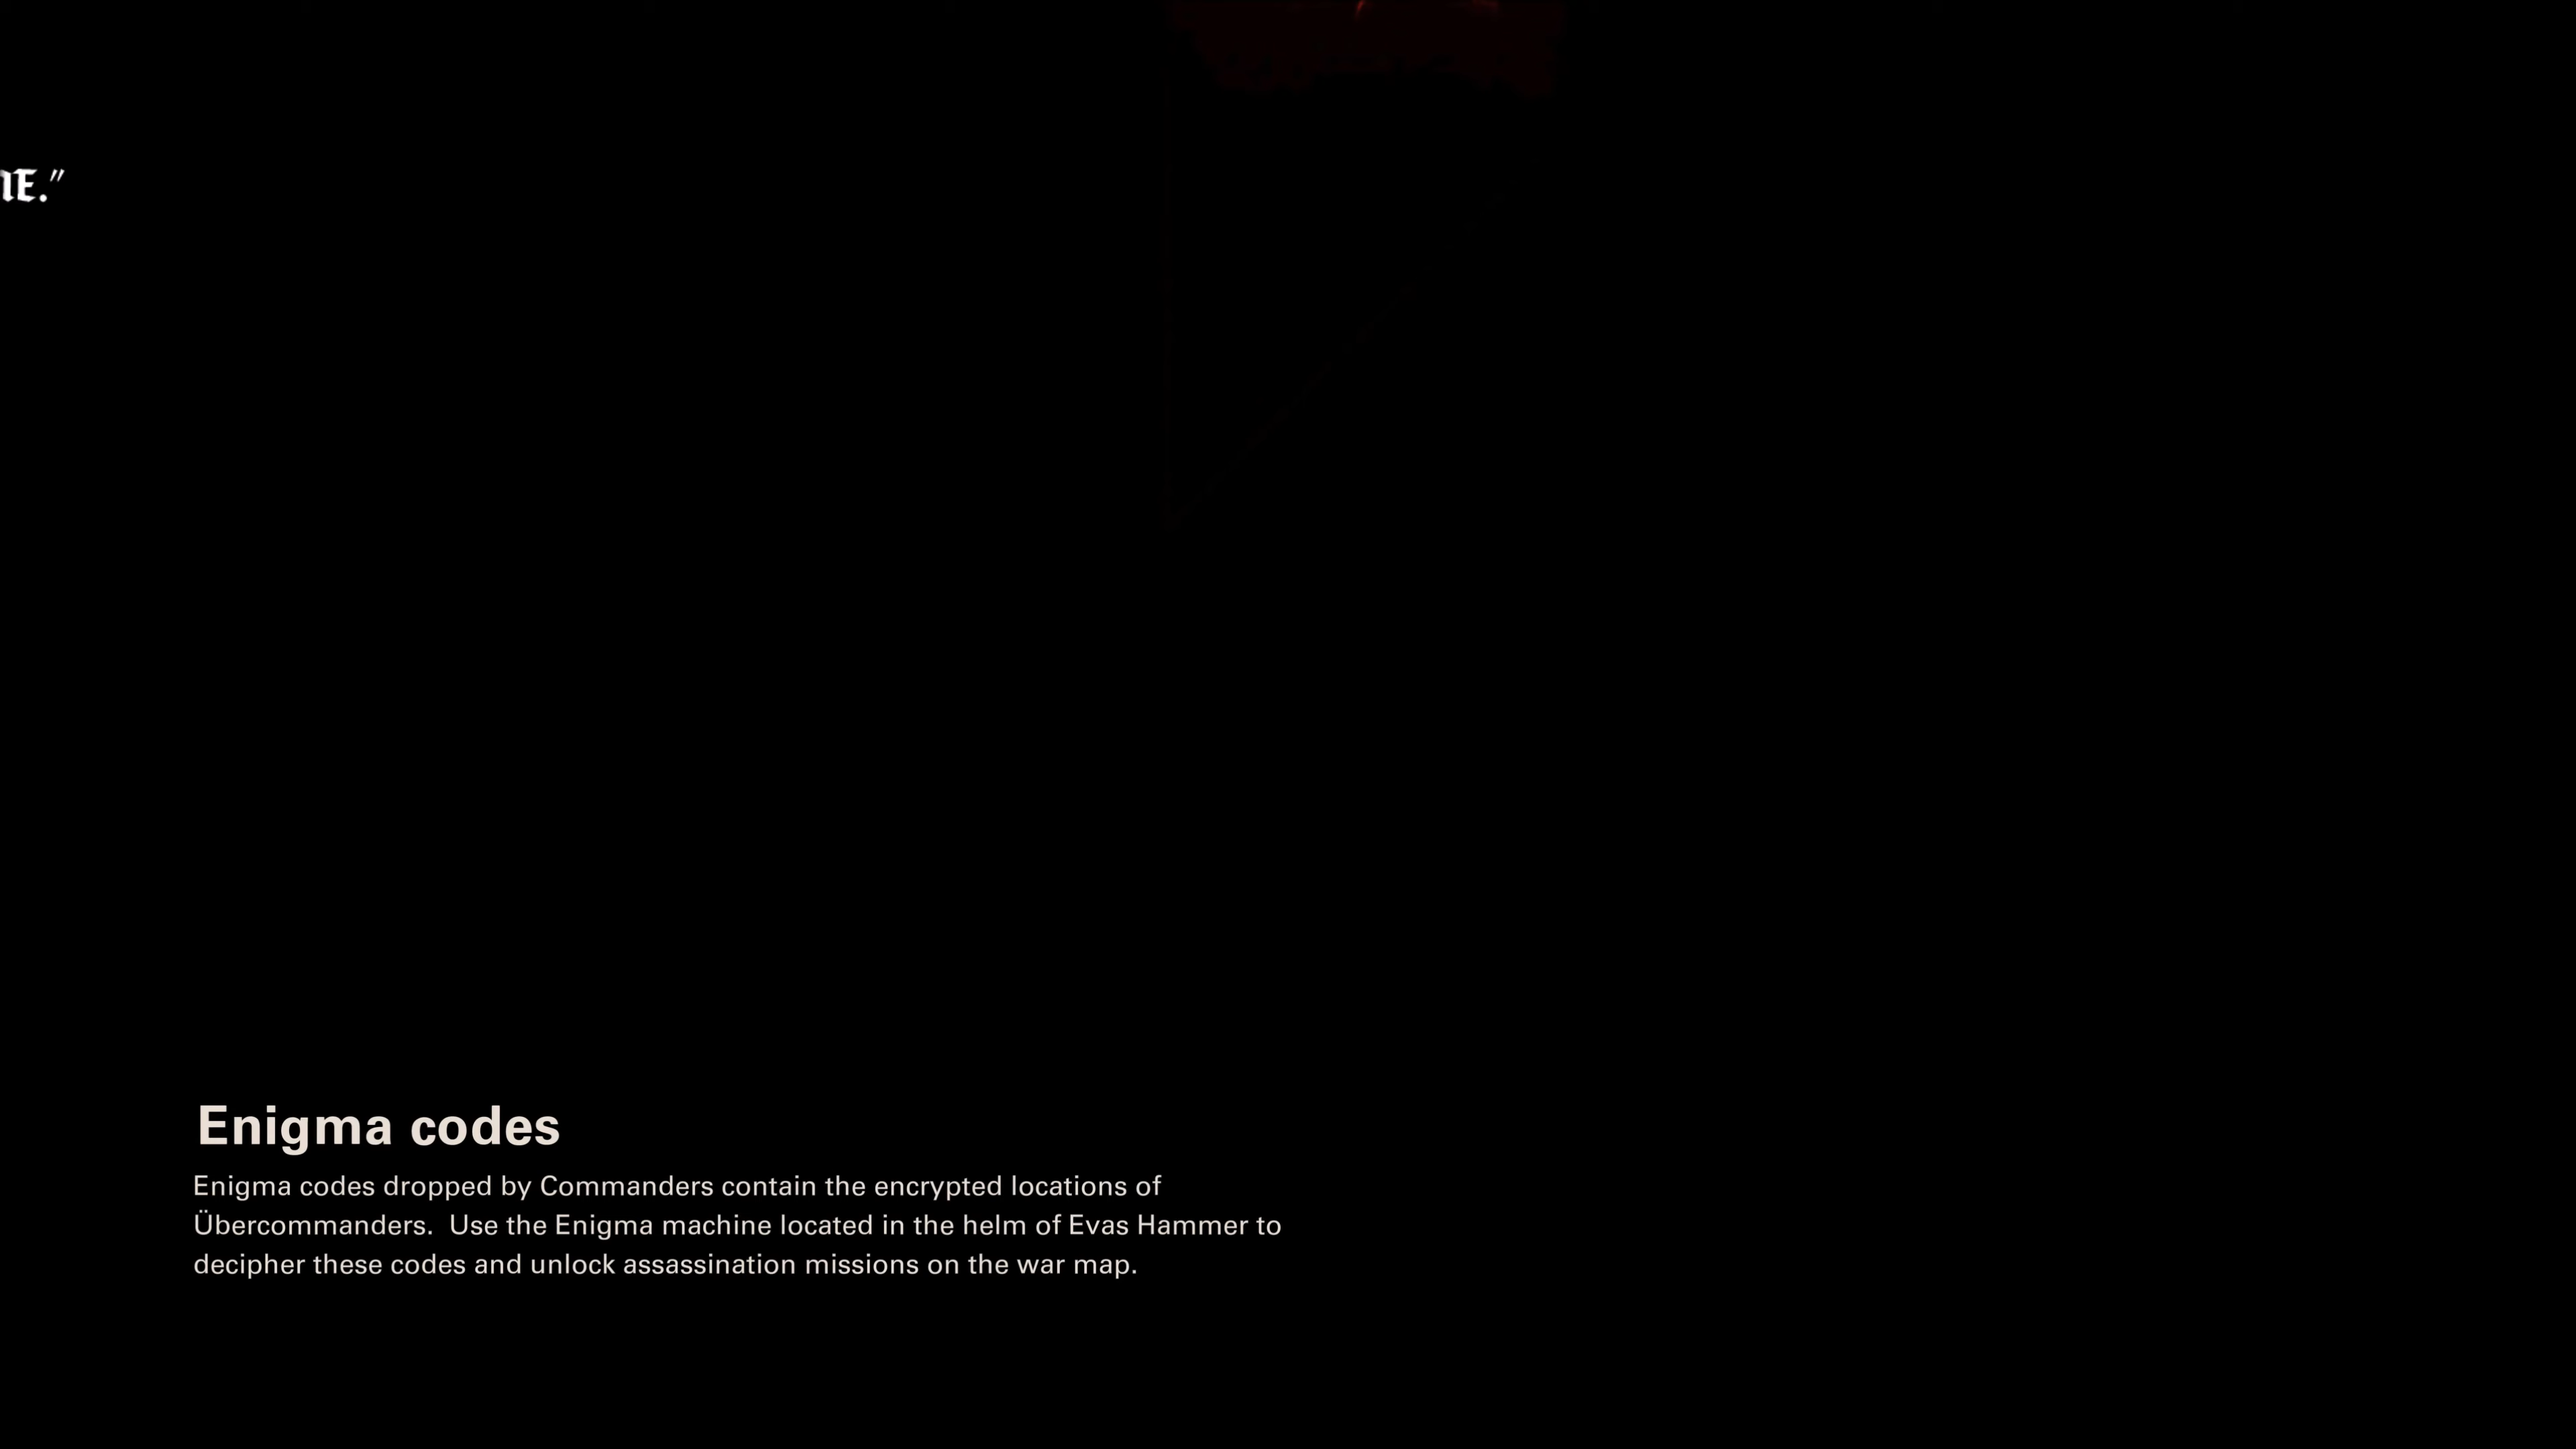 NE."
Enigma codes
Enigma codes dropped by Commanders contain the encrypted locations of
Übercommanders.  Use the Enigma machine located in the helm of Evas Hammer to
decipher these codes and unlock assassination missions on the war map.